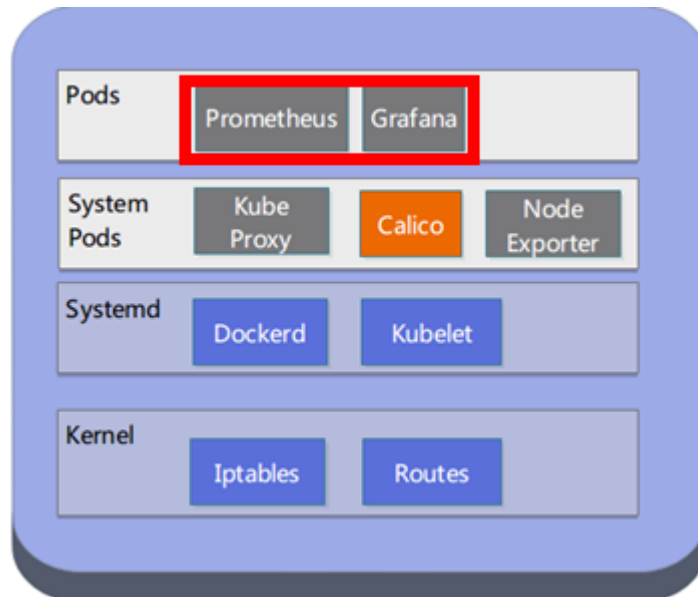 Pods
Prometheus
Grafana
System
Pods
Kube
Proxy
Calico
Node
Exporter
Systemd
Dockerd
Kubelet
Kernel
Iptables
Routes